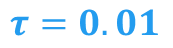 τ = 0.01